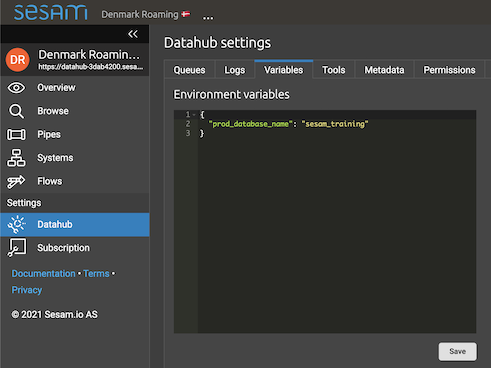 sesam Denmark Roaming 🇩🇰 ...
«
DR Denmark Roamin...
https://datahub-3dab4200.sesa...
Overview
Browse
Pipes
Systems
Flows
Settings
Datahub
Subscription
Documentation • Terms •
Privacy
© 2021 Sesam.io AS
Datahub settings
Queues Logs Variables Tools Metadata Permissions
Environment variables
1 {
2 "prod_database_name": "sesam_training"
3 }
Save